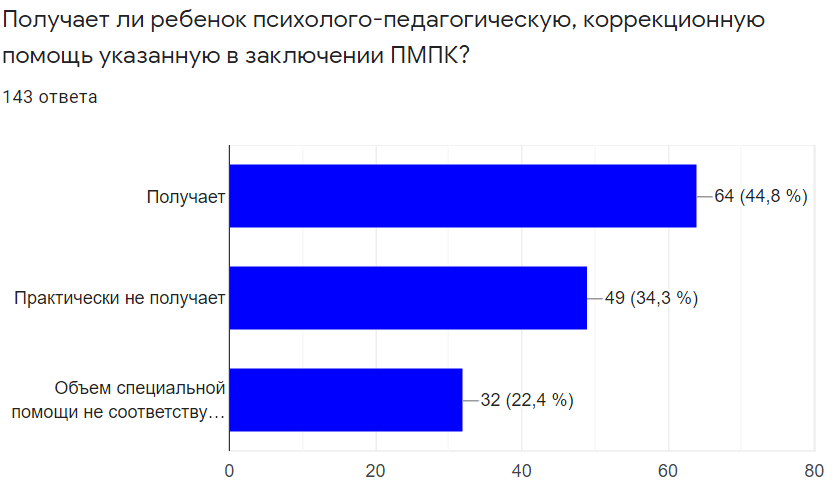 Получает ли ребенок психолого-педагогическую, коррекционную
помощь указанную в заключении ПМПК?
143 ответа
Получает
64 (44,8 %)
Практически не получает
49 (34,3 %)
Объем специальной
помощи не соответству…
32 (22,4 %)
0 20 40 60 80